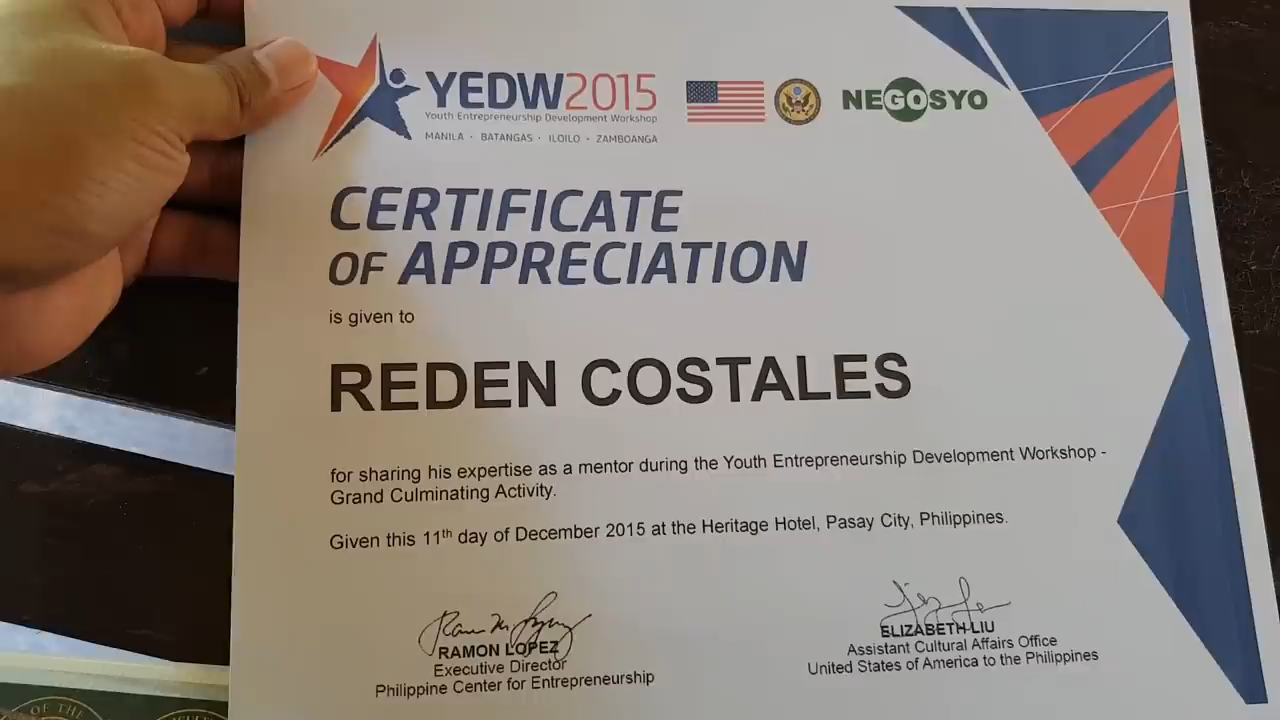 YEDW2015
Youth Entrepreneurship Development Workshop
MANILA · BATANGAS · ILOILO · ZAMBOANGA
NEGOSYO
CERTIFICATE
OF APPRECIATION
is given to
REDEN COSTALES
for sharing his expertise as a mentor during the Youth Entrepreneurship Development Workshop -
Grand Culminating Activity.
Given this 11th day of December 2015 at the Heritage Hotel, Pasay City, Philippines.
RAMON LOPEZ
Executive Director
Philippine Center for Entrepreneurship
ELIZABETH LIU
Assistant Cultural Affairs Office
United States of America to the Philippines
OF THE